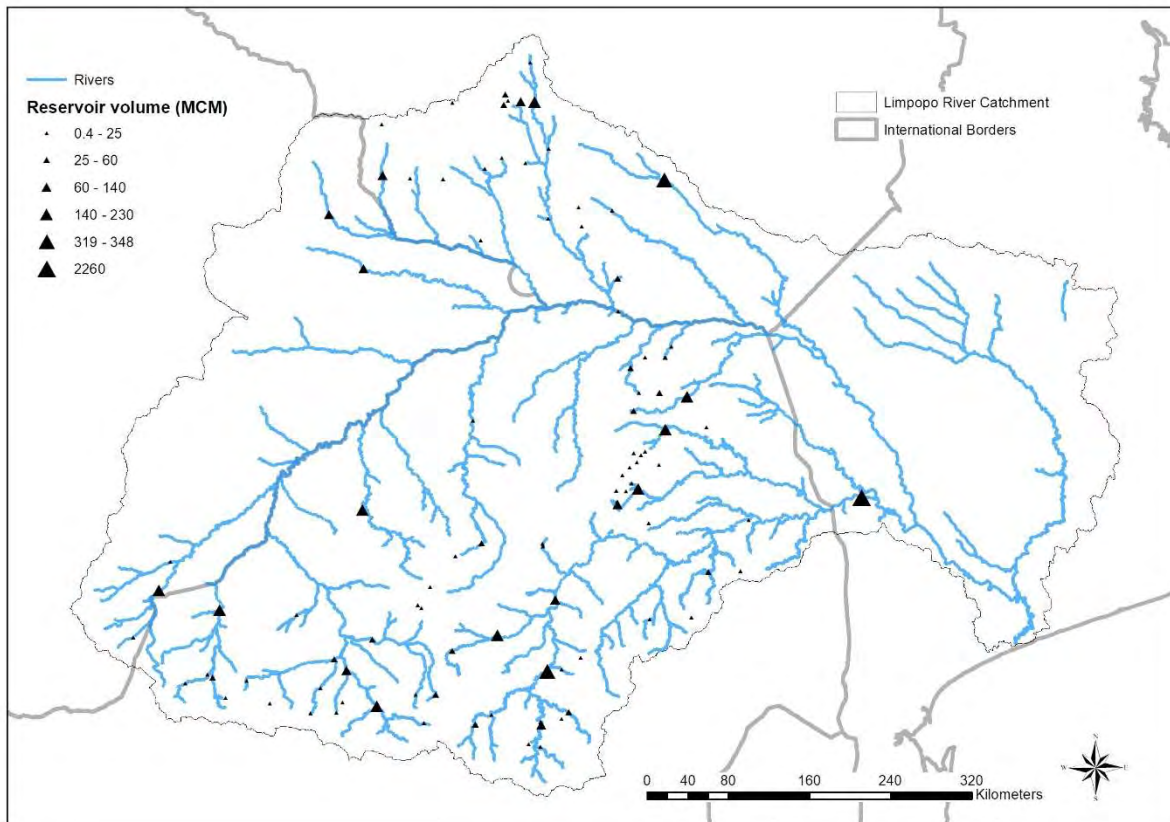 Rivers
Reservoir volume (MCM)
0.4 - 25
25 - 60
60 - 140
140 - 230
319 - 348
2260
Limpopo River Catchment
International Borders
N
W E
S
0 40 80 160 240 320
Kilometers